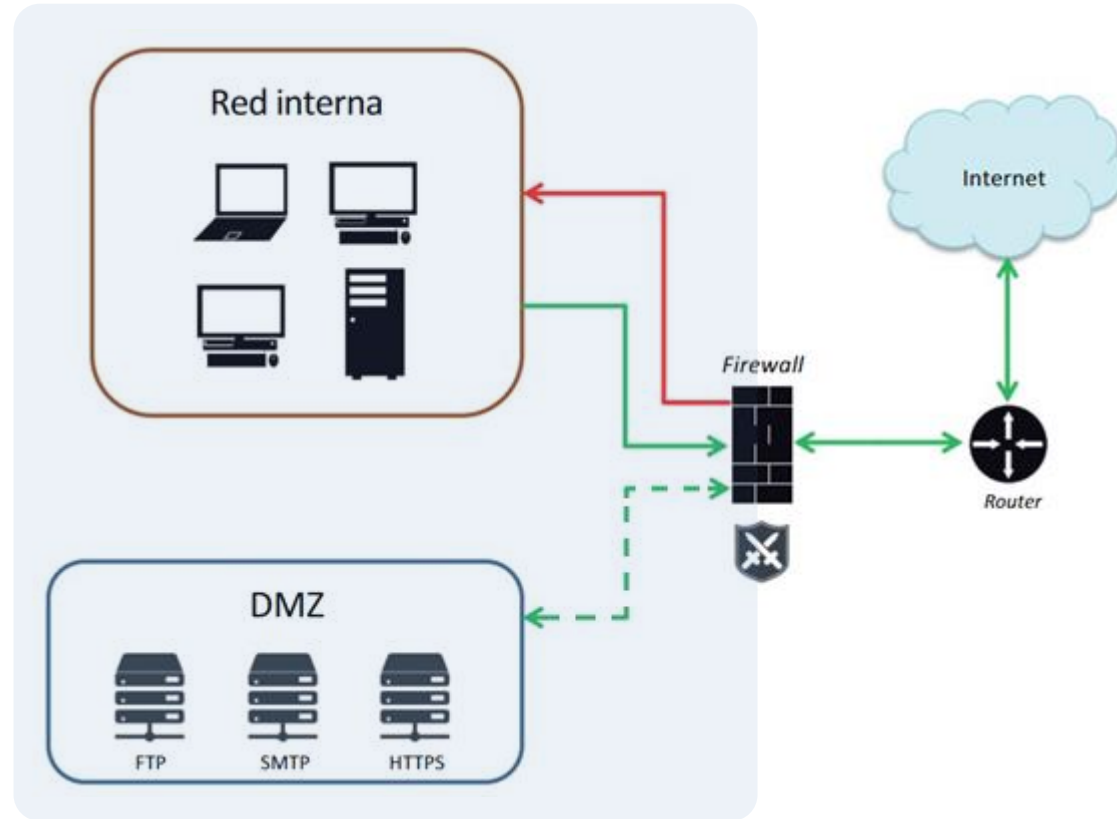 Red interna
Internet
Firewall
Router
DMZ
FTP
SMTP
HTTPS